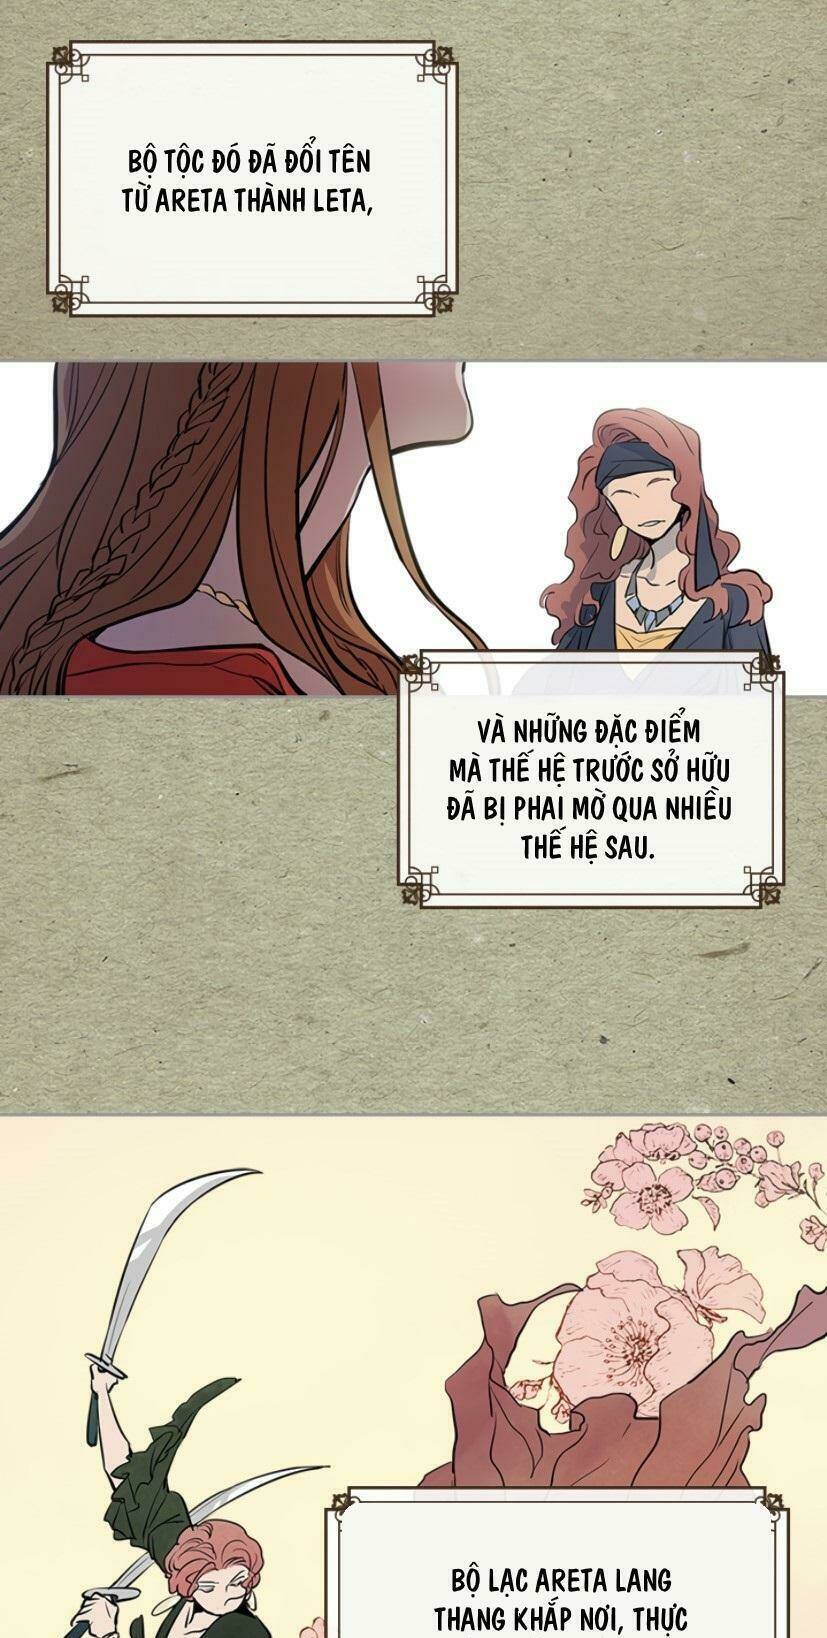 BỘ TỘC ĐÓ ĐÃ ĐỔI TÊN
TỪ ARETA THÀNH LETA,
VÀ NHỮNG ĐẶC ĐIỂM
MÀ THẾ HỆ TRƯỚC SỞ HỮU
ĐÃ BỊ PHAI MỜ QUA NHIỀU
THẾ HỆ SAU.
BỘ LẠC ARETA LANG
THANG KHẮP NƠI, THỰC